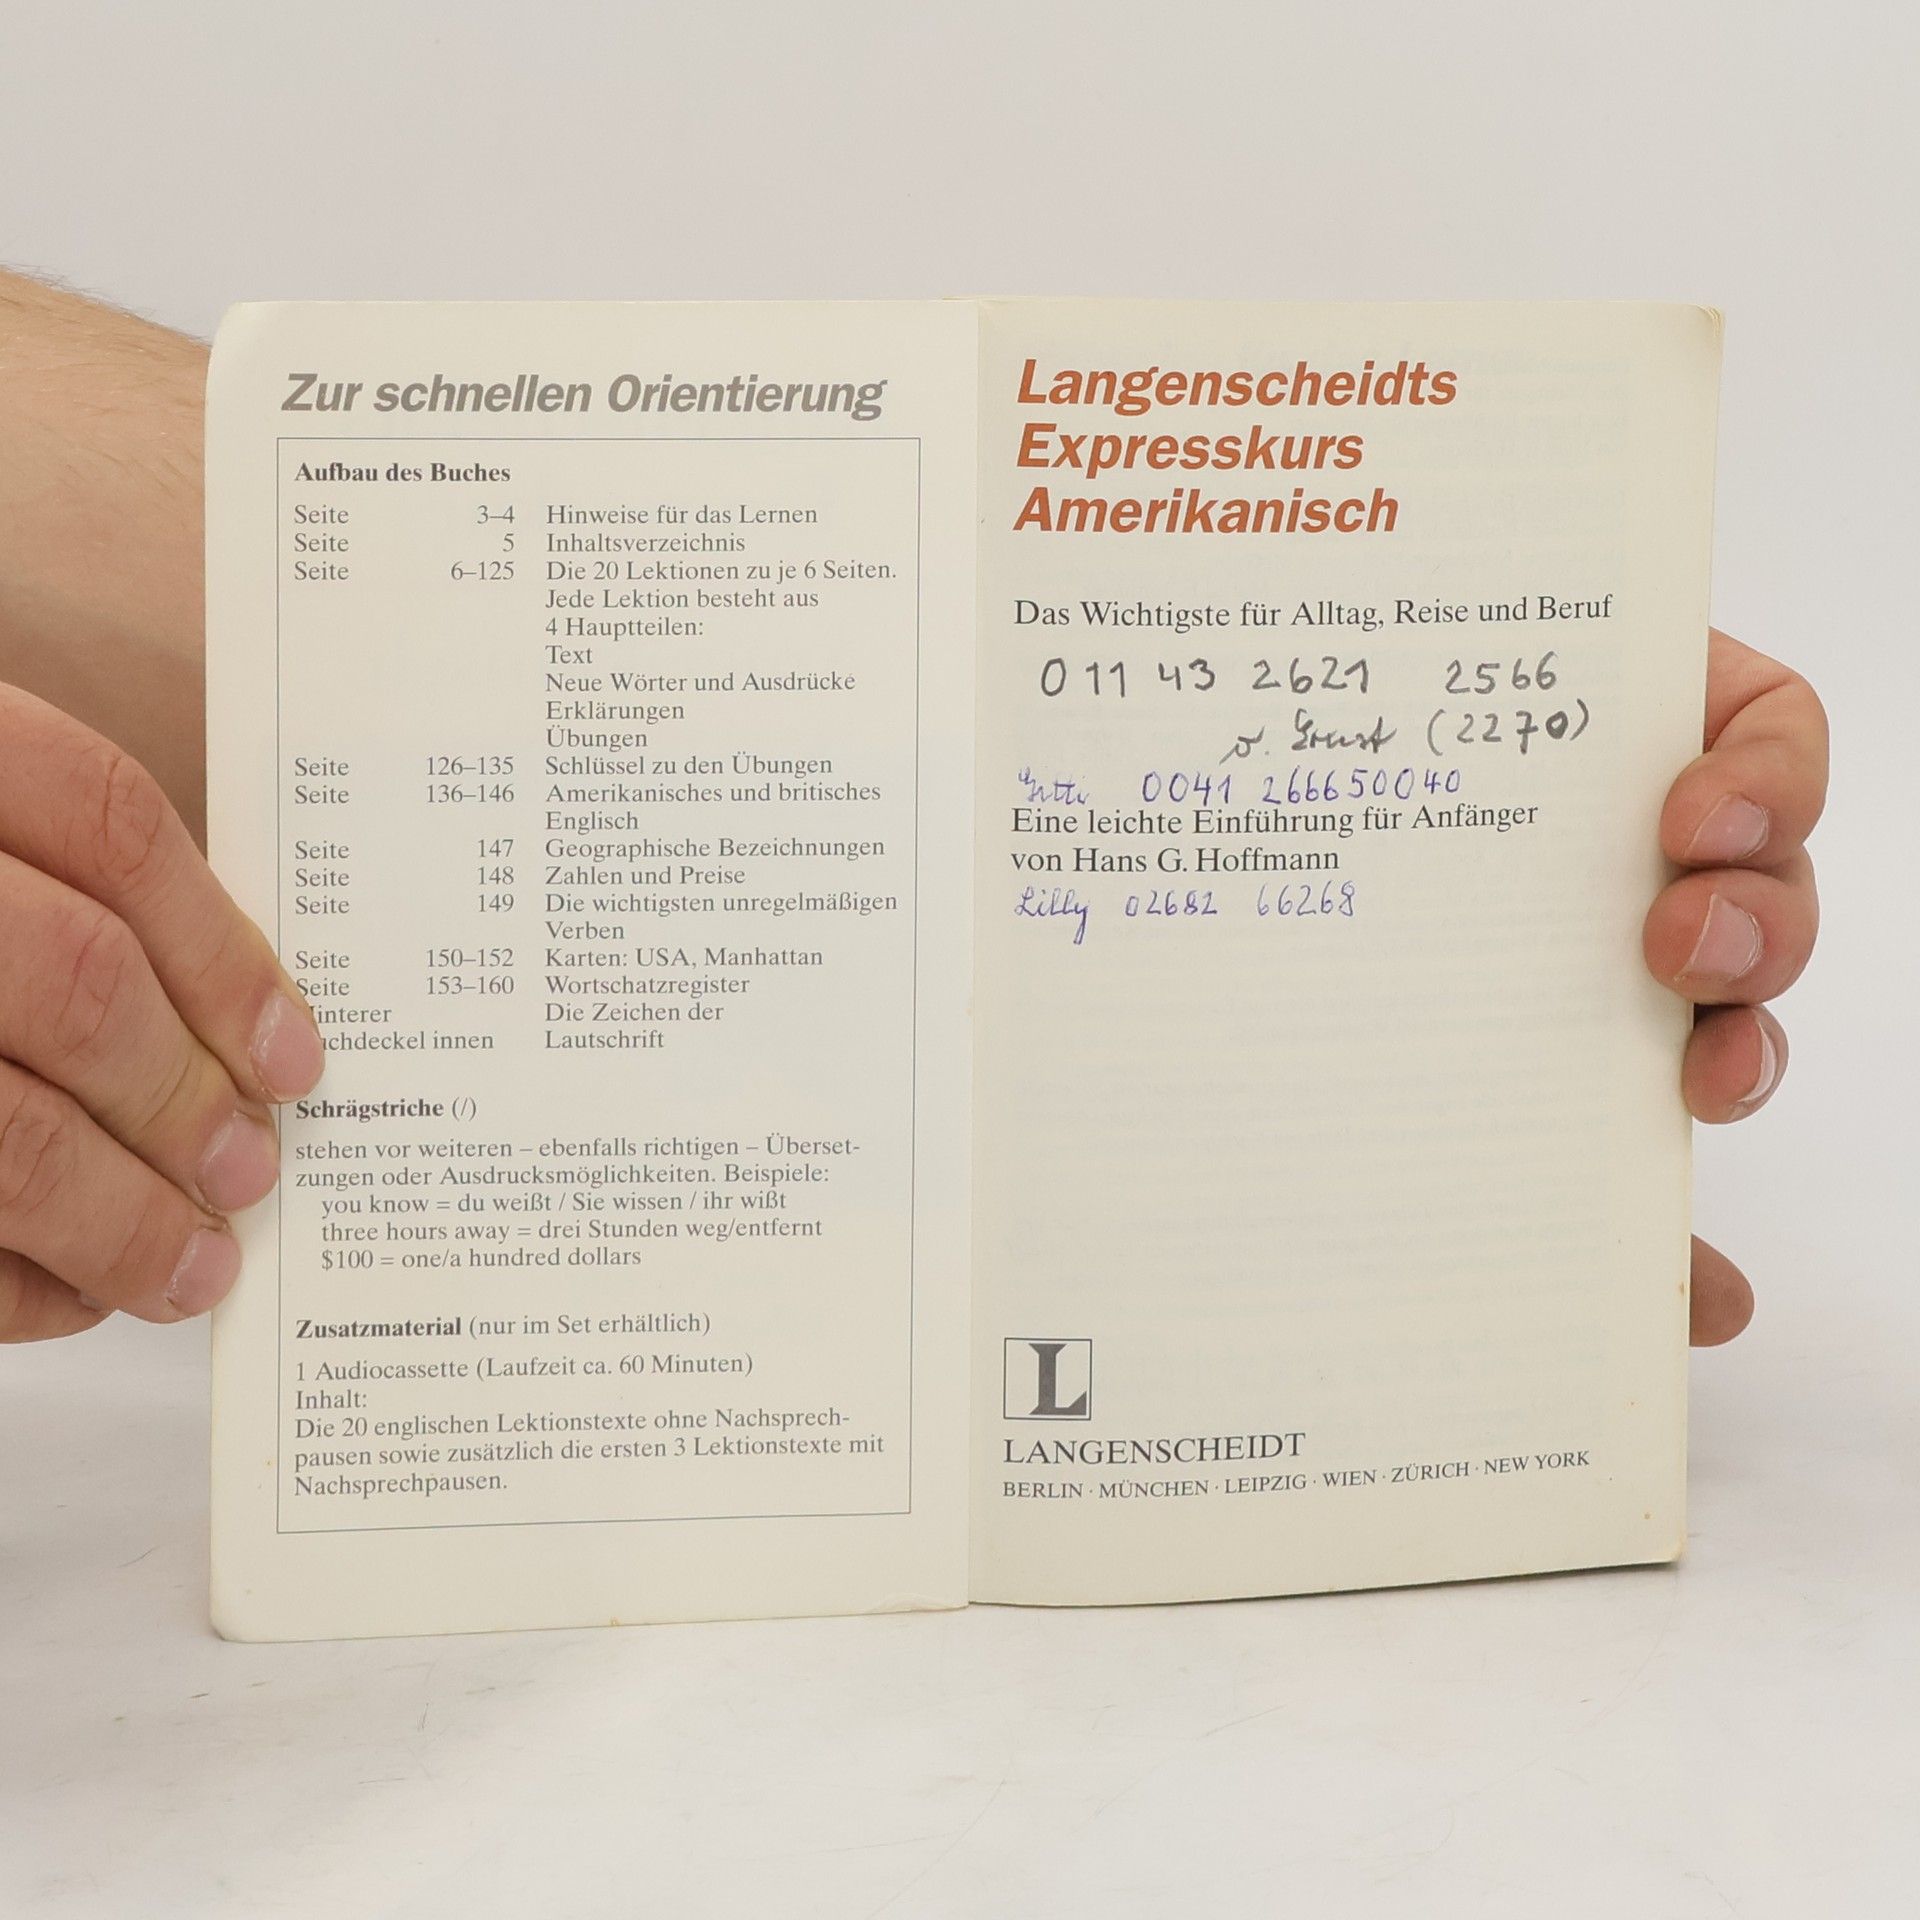 Zur schnellen Orientierung
Aufbau des Buches
Seite 3–4 Hinweise für das Lernen
Seite 5 Inhaltsverzeichnis
Seite 6–125 Die 20 Lektionen zu je 6 Seiten.
Jede Lektion besteht aus
4 Hauptteilen:
Text
Neue Wörter und Ausdrücke
Erklärungen
Übungen
Seite 126–135 Schlüssel zu den Übungen
Seite 136–146 Amerikanisches und britisches
Englisch
Seite 147 Geographische Bezeichnungen
Seite 148 Zahlen und Preise
Seite 149 Die wichtigsten unregelmäßigen
Verben
Seite 150–152 Karten: USA, Manhattan
Seite 153–160 Wortschatzregister
interer Die Zeichen der
chdeckel innen Lautschrift
Schrägstriche (/)
stehen vor weiteren – ebenfalls richtigen – Überset-
zungen oder Ausdrucksmöglichkeiten. Beispiele:
you know = du weißt / Sie wissen / ihr wißt
three hours away = drei Stunden weg/entfernt
$100 = one/a hundred dollars
Zusatzmaterial (nur im Set erhältlich)
1 Audiocassette (Laufzeit ca. 60 Minuten)
Inhalt:
Die 20 englischen Lektionstexte ohne Nachsprech-
pausen sowie zusätzlich die ersten 3 Lektionstexte mit
Nachsprechpausen.
Langenscheidts
Expresskurs
Amerikanisch
Das Wichtigste für Alltag, Reise und Beruf
011 43 2621 2566
v. Ernst (2270)
0041 266650040
Eine leichte Einführung für Anfänger
von Hans G. Hoffmann
Lilly 02682 66268
L
LANGENSCHEIDT
BERLIN · MÜNCHEN · LEIPZIG · WIEN · ZÜRICH · NEW YORK